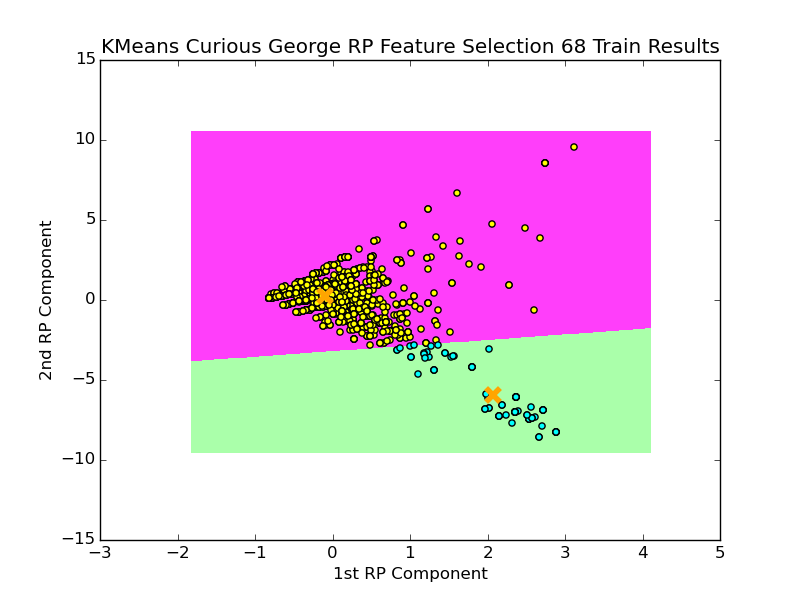 KMeans Curious George RP Feature Selection 68 Train Results
15
10
5
0
−5
−10
−15
2nd RP Component
−3 −2 −1 0 1 2 3 4 5
1st RP Component